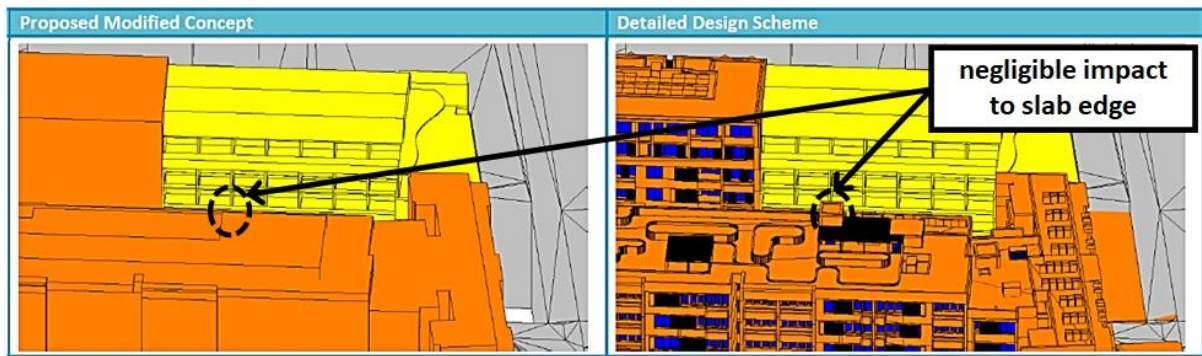 Proposed Modified Concept
Detailed Design Scheme
negligible impact
to slab edge